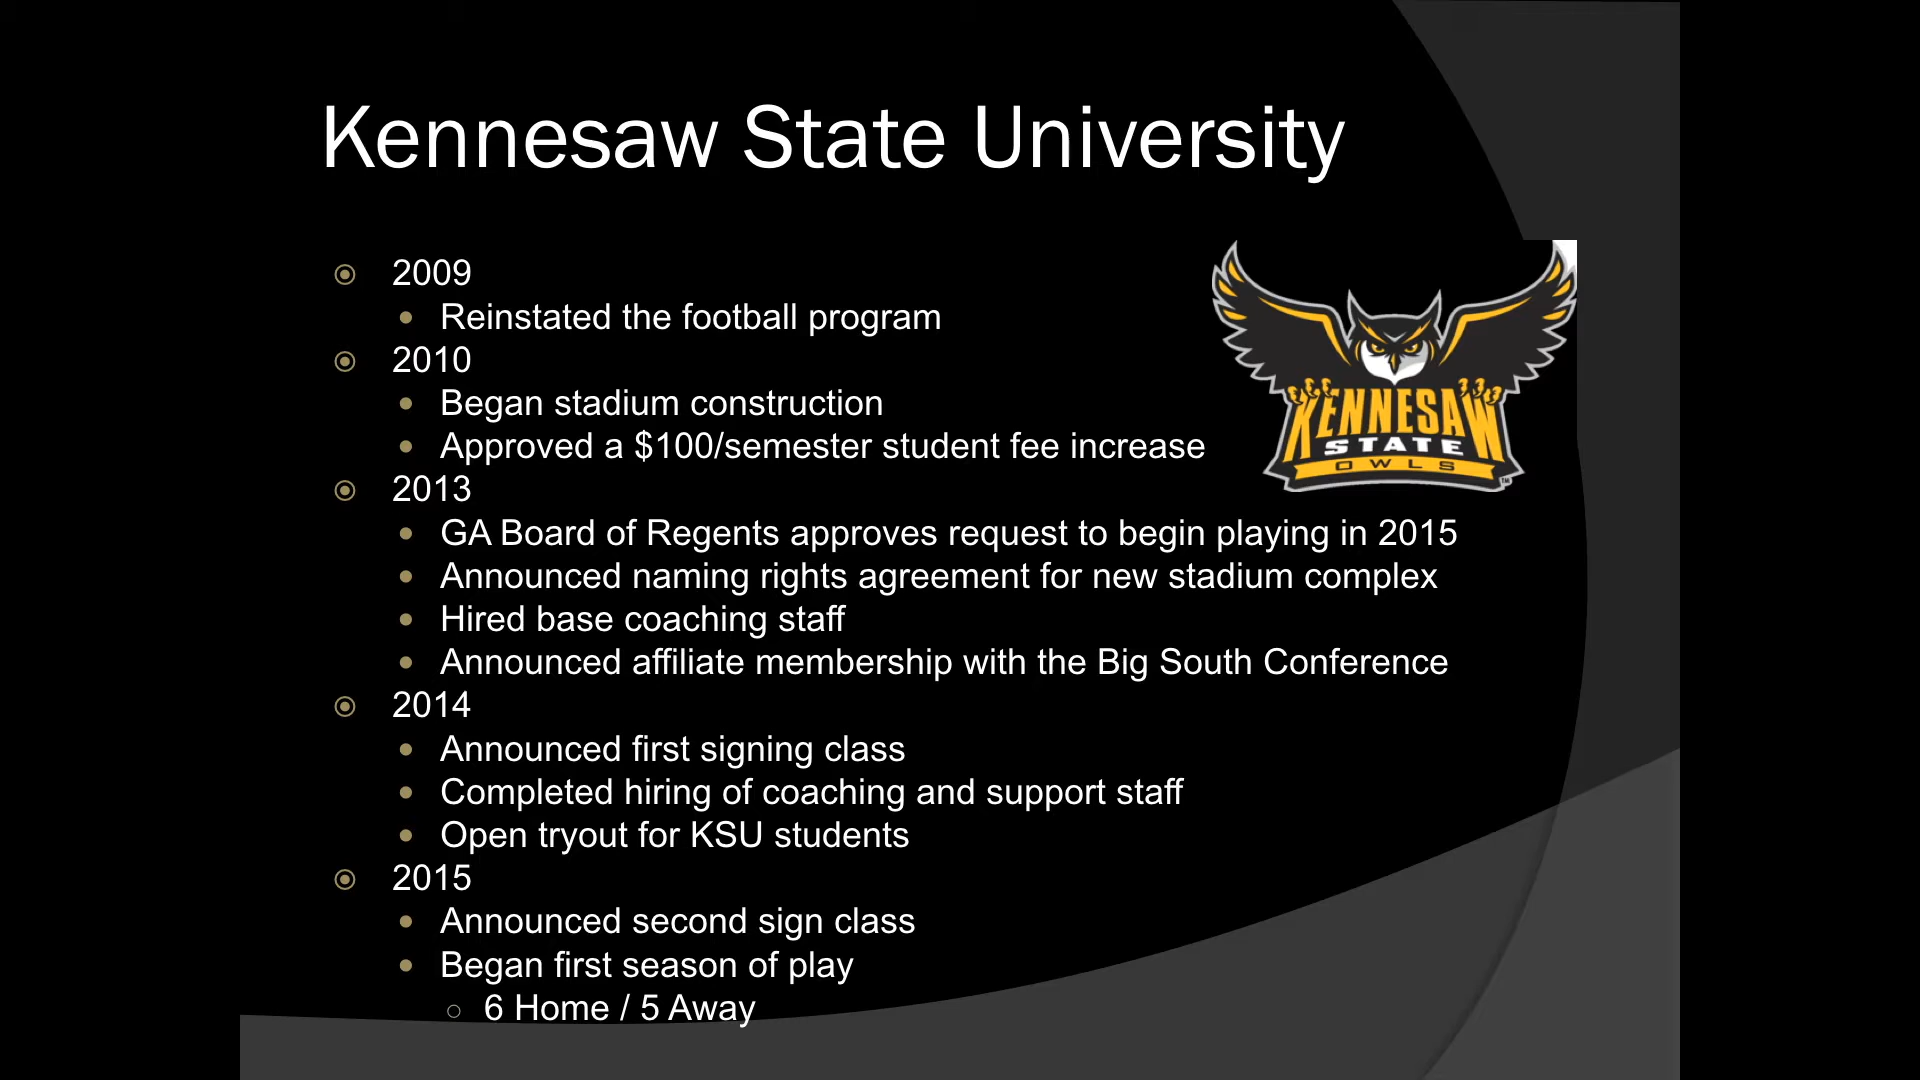 Kennesaw State University
2009
Reinstated the football program
2010
Began stadium construction
Approved a $100/semester student fee increase
KENNESAW
STATE
OWLS
TM
2013
GA Board of Regents approves request to begin playing in 2015
Announced naming rights agreement for new stadium complex
Hired base coaching staff
Announced affiliate membership with the Big South Conference
2014
Announced first signing class
Completed hiring of coaching and support staff
Open tryout for KSU students
2015
Announced second sign class
Began first season of play
6 Home / 5 Away